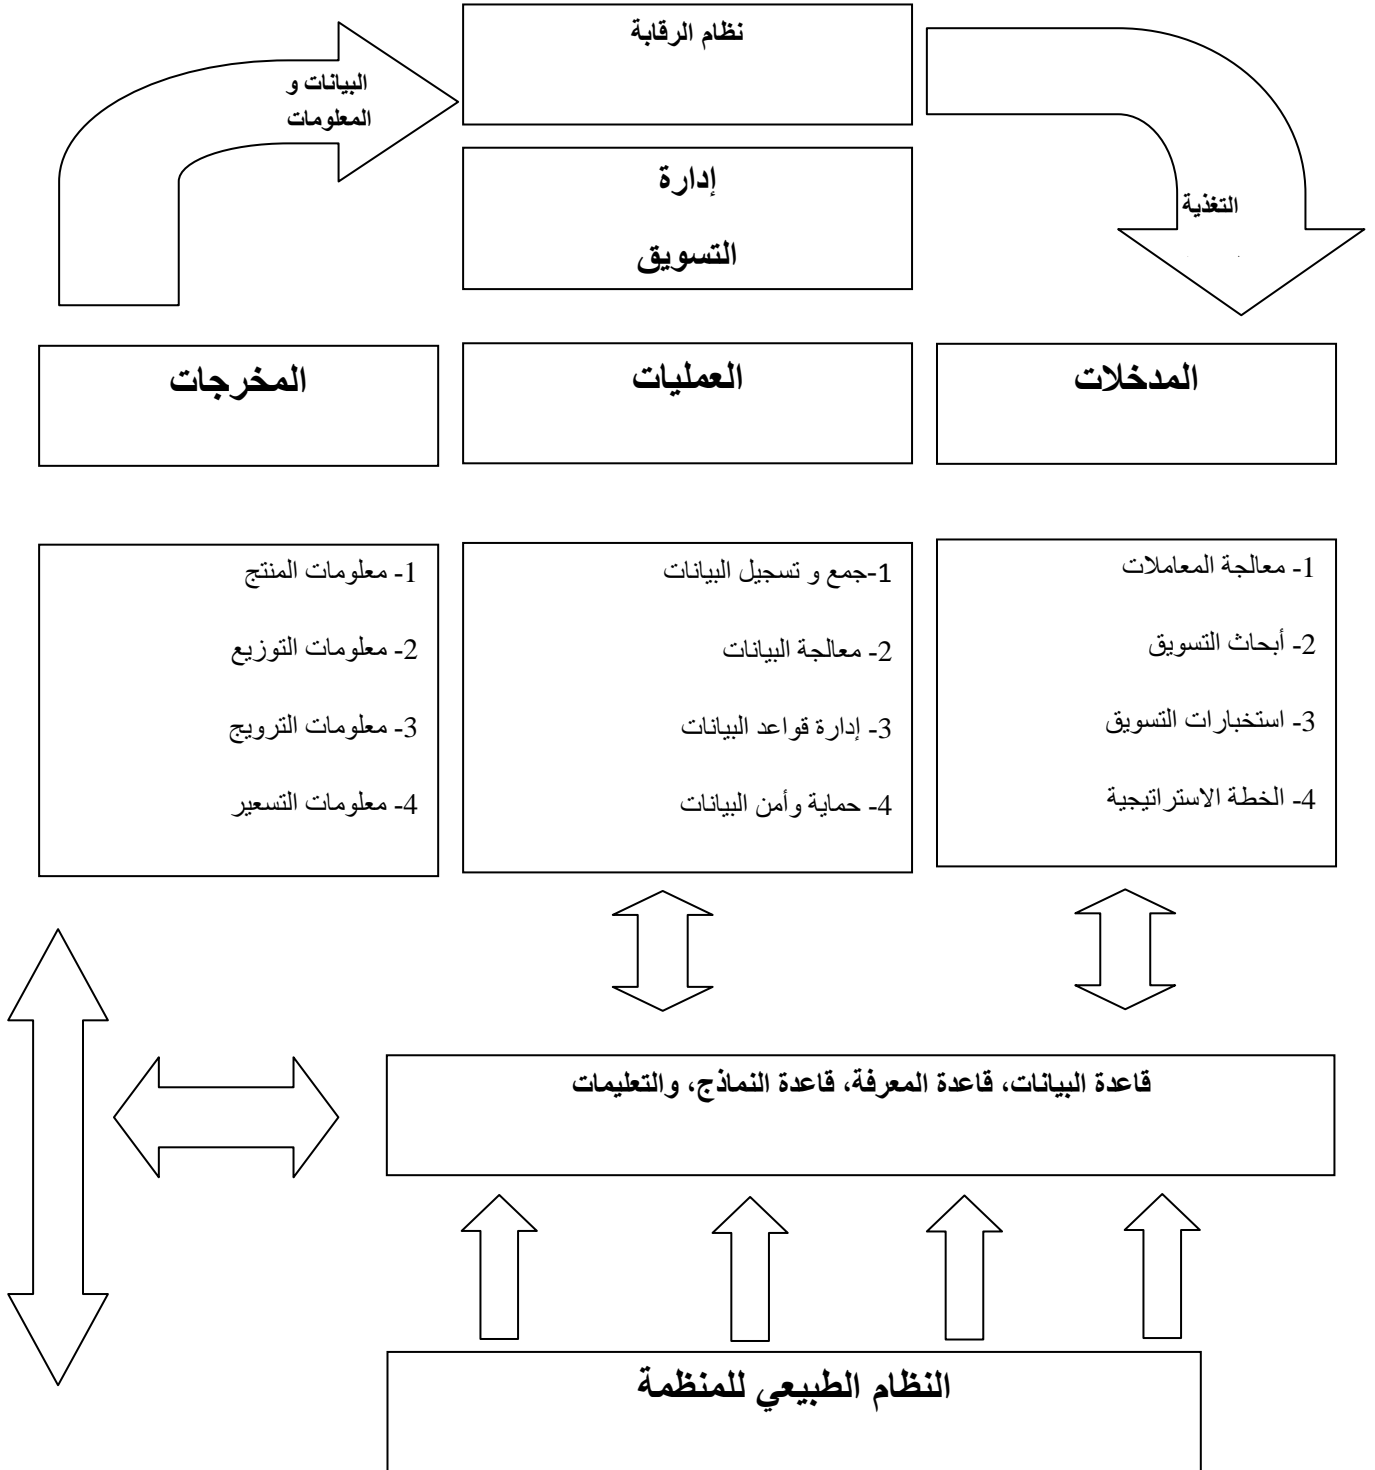 نظام الرقابة
البيانات و
المعلومات
إدارة
التسويق
التغذية
المدخلات
العمليات
المخرجات
1- معالجة المعاملات
2- أبحاث التسويق
3- استخبارات التسويق
4- الخطة الاستراتيجية
1-جمع و تسجيل البيانات
2- معالجة البيانات
3- إدارة قواعد البيانات
4- حماية وأمن البيانات
1- معلومات المنتج
2- معلومات التوزيع
3- معلومات الترويج
4- معلومات التسعير
قاعدة البيانات، قاعدة المعرفة، قاعدة النماذج، والتعليمات
النظام الطبيعي للمنظمة